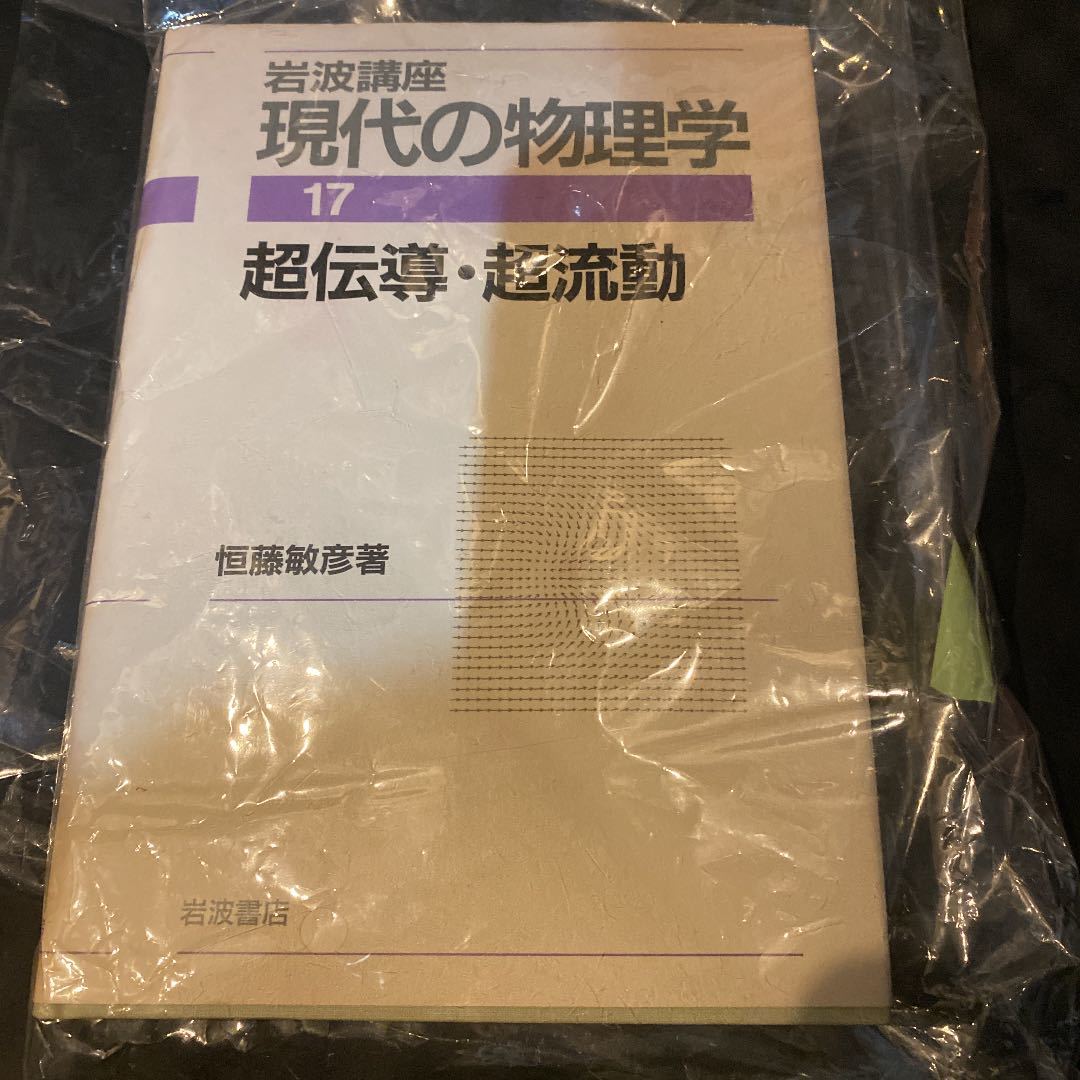 岩波講座
現代の物理学
17
超伝導・超流動
恒藤敏彦著
岩波書店